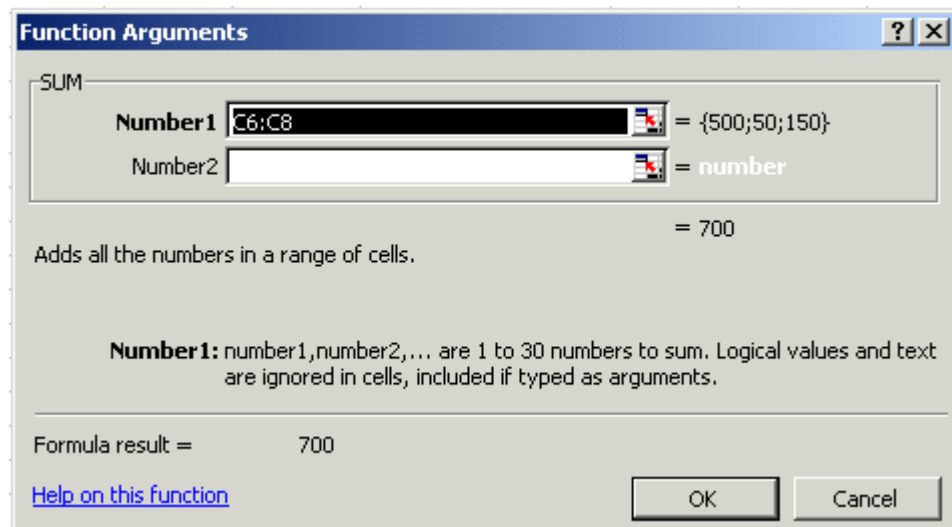 Function Arguments
SUM
Number1 C6:C8 = {500;50;150}
Number2 = number
= 700
Adds all the numbers in a range of cells.
Number1: number1,number2,... are 1 to 30 numbers to sum. Logical values and text
are ignored in cells, included if typed as arguments.
Formula result = 700
Help on this function
OK Cancel